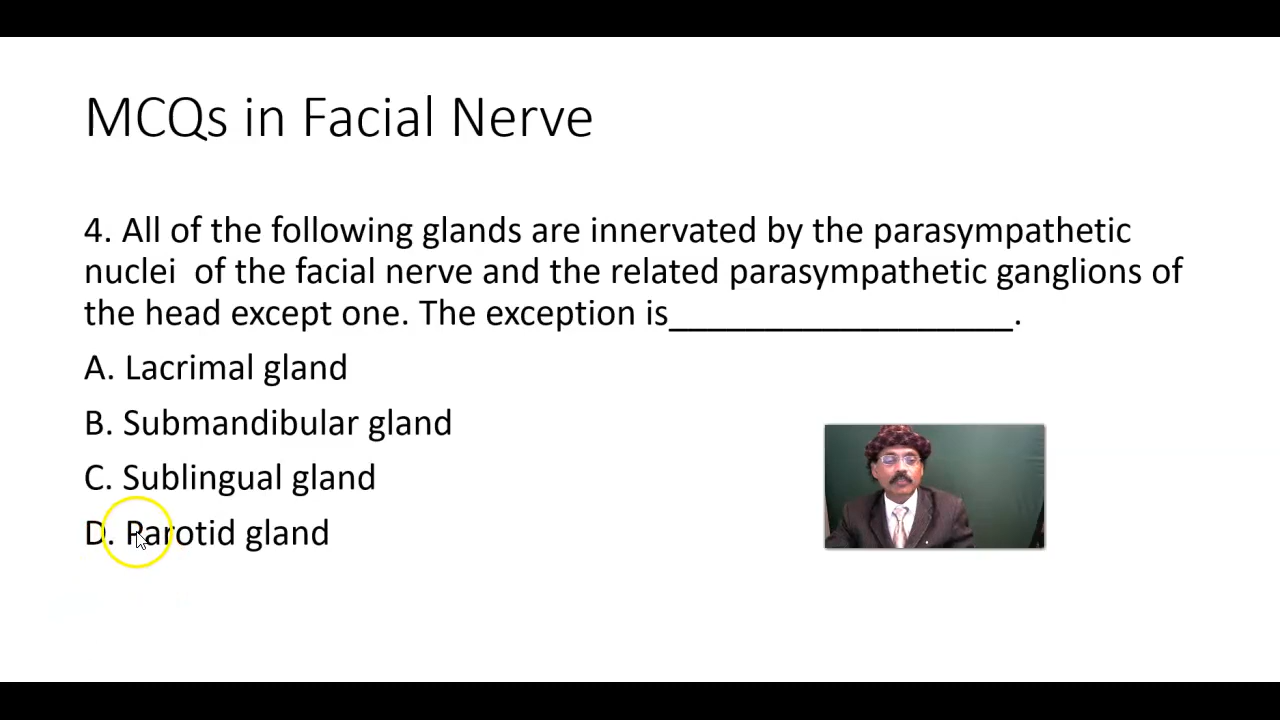 MCQs in Facial Nerve
4. All of the following glands are innervated by the parasympathetic
nuclei of the facial nerve and the related parasympathetic ganglions of
the head except one. The exception is___________________.
A. Lacrimal gland
B. Submandibular gland
C. Sublingual gland
D. Parotid gland